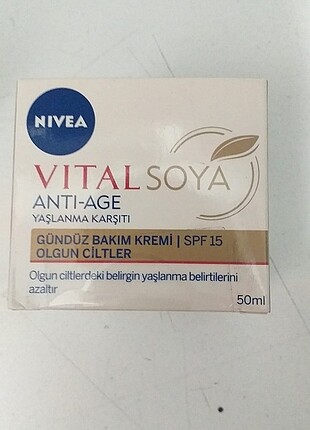 NIVEA
VITAL SOYA
ANTI-AGE
YAŞLANMA KARŞITI
GÜNDÜZ BAKIM KREMİ | SPF 15
OLGUN CİLTLER
Olgun ciltlerdeki belirgin yaşlanma belirtilerini
azaltır
50ml